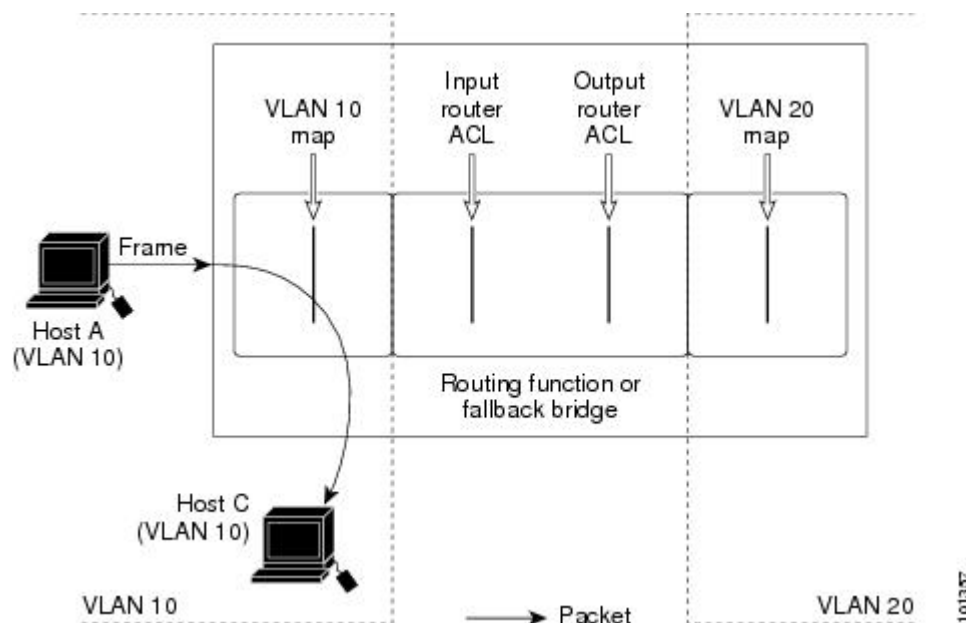 VLAN 10
map
Input
router
ACL
Output
router
ACL
VLAN 20
map
Frame
Host A
(VLAN 10)
Routing function or
fallback bridge
Host C
(VLAN 10)
VLAN 10
Packet
VLAN 20
101357